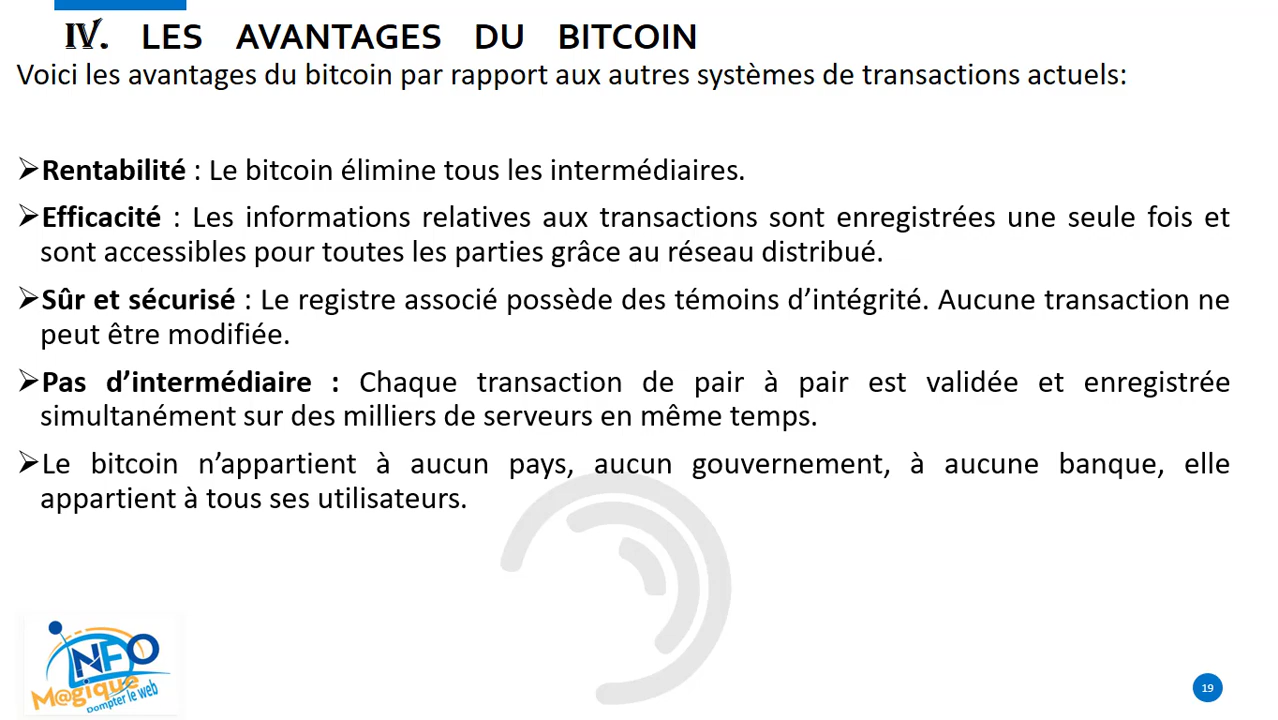 IV. LES AVANTAGES DU BITCOIN
Voici les avantages du bitcoin par rapport aux autres systèmes de transactions actuels:
➢Rentabilité : Le bitcoin élimine tous les intermédiaires.
➢Efficacité : Les informations relatives aux transactions sont enregistrées une seule fois et
sont accessibles pour toutes les parties grâce au réseau distribué.
➢Sûr et sécurisé : Le registre associé possède des témoins d’intégrité. Aucune transaction ne
peut être modifiée.
➢Pas d’intermédiaire : Chaque transaction de pair à pair est validée et enregistrée
simultanément sur des milliers de serveurs en même temps.
➢Le bitcoin n’appartient à aucun pays, aucun gouvernement, à aucune banque, elle
appartient à tous ses utilisateurs.
INFO
M@gique
Dompter le web
19